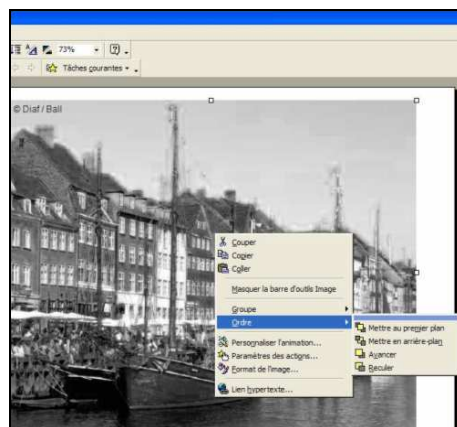 73%
Tâches courantes
© Diaf / Ball
Couper
Copier
Coller
Masquer la barre d'outils Image
Groupe
Ordre
Mettre au premier plan
Mettre en arrière-plan
Avancer
Reculer
Personnaliser l'animation...
Paramètres des actions...
Format de l'image...
Lien hypertexte...